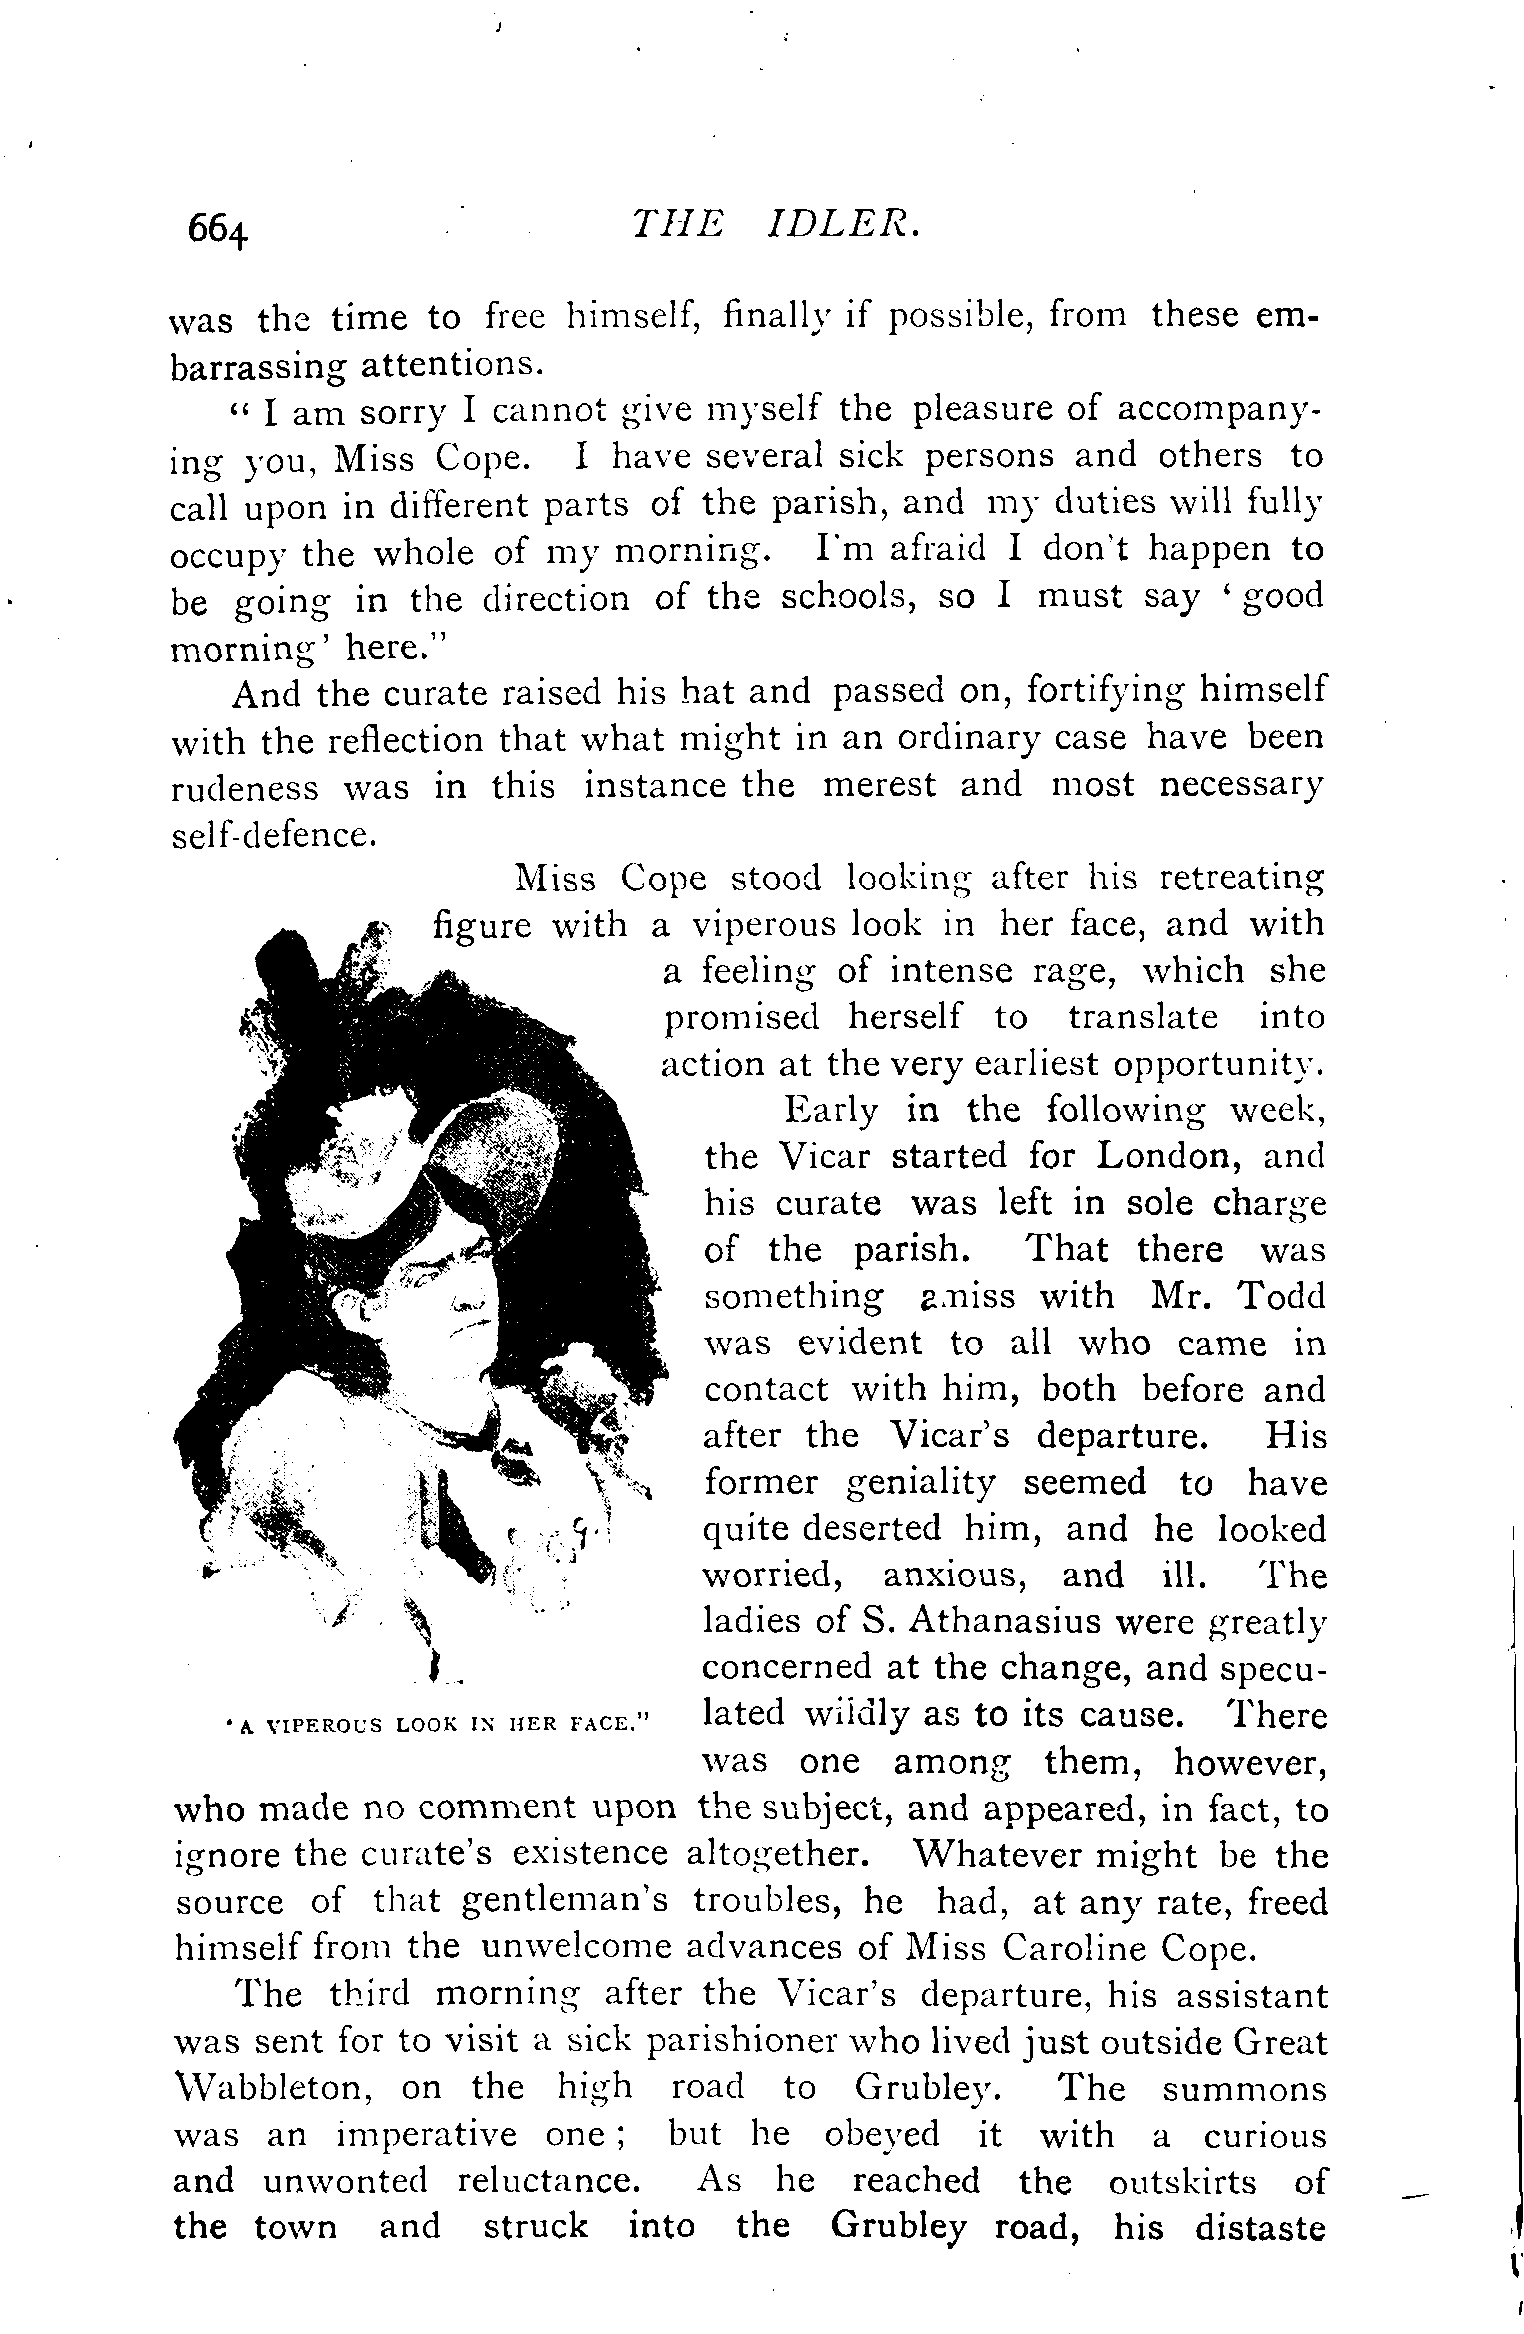 664 THE IDLER.
was the time to free himself, finally if possible, from these em-
barrassing attentions.
“ I am sorry I cannot give myself the pleasure of accompany-
ing you, Miss Cope. I have several sick persons and others to
call upon in different parts of the parish, and my duties will fully
occupy the whole of my morning. I'm afraid I don't happen to
be going in the direction of the schools, so I must say ‘ good
morning’ here.”
And the curate raised his hat and passed on, fortifying himself
with the reflection that what might in an ordinary case have been
rudeness was in this instance the merest and most necessary
self-defence.
Miss Cope stood looking after his retreating
figure with a viperous look in her face, and with
a feeling of intense rage, which she
promised herself to translate into
action at the very earliest opportunity.
Early in the following week,
the Vicar started for London, and
his curate was left in sole charge
of the parish. That there was
something amiss with Mr. Todd
was evident to all who came in
contact with him, both before and
after the Vicar's departure. His
former geniality seemed to have
quite deserted him, and he looked
worried, anxious, and ill. The
ladies of S. Athanasius were greatly
concerned at the change, and specu-
lated wildly as to its cause. There
was one among them, however,
who made no comment upon the subject, and appeared, in fact, to
ignore the curate's existence altogether. Whatever might be the
source of that gentleman's troubles, he had, at any rate, freed
himself from the unwelcome advances of Miss Caroline Cope.
The third morning after the Vicar's departure, his assistant
was sent for to visit a sick parishioner who lived just outside Great
Wabbleton, on the high road to Grubley. The summons
was an imperative one ; but he obeyed it with a curious
and unwonted reluctance. As he reached the outskirts of
the town and struck into the Grubley road, his distaste
‘A VIPEROUS LOOK IN HER FACE.”